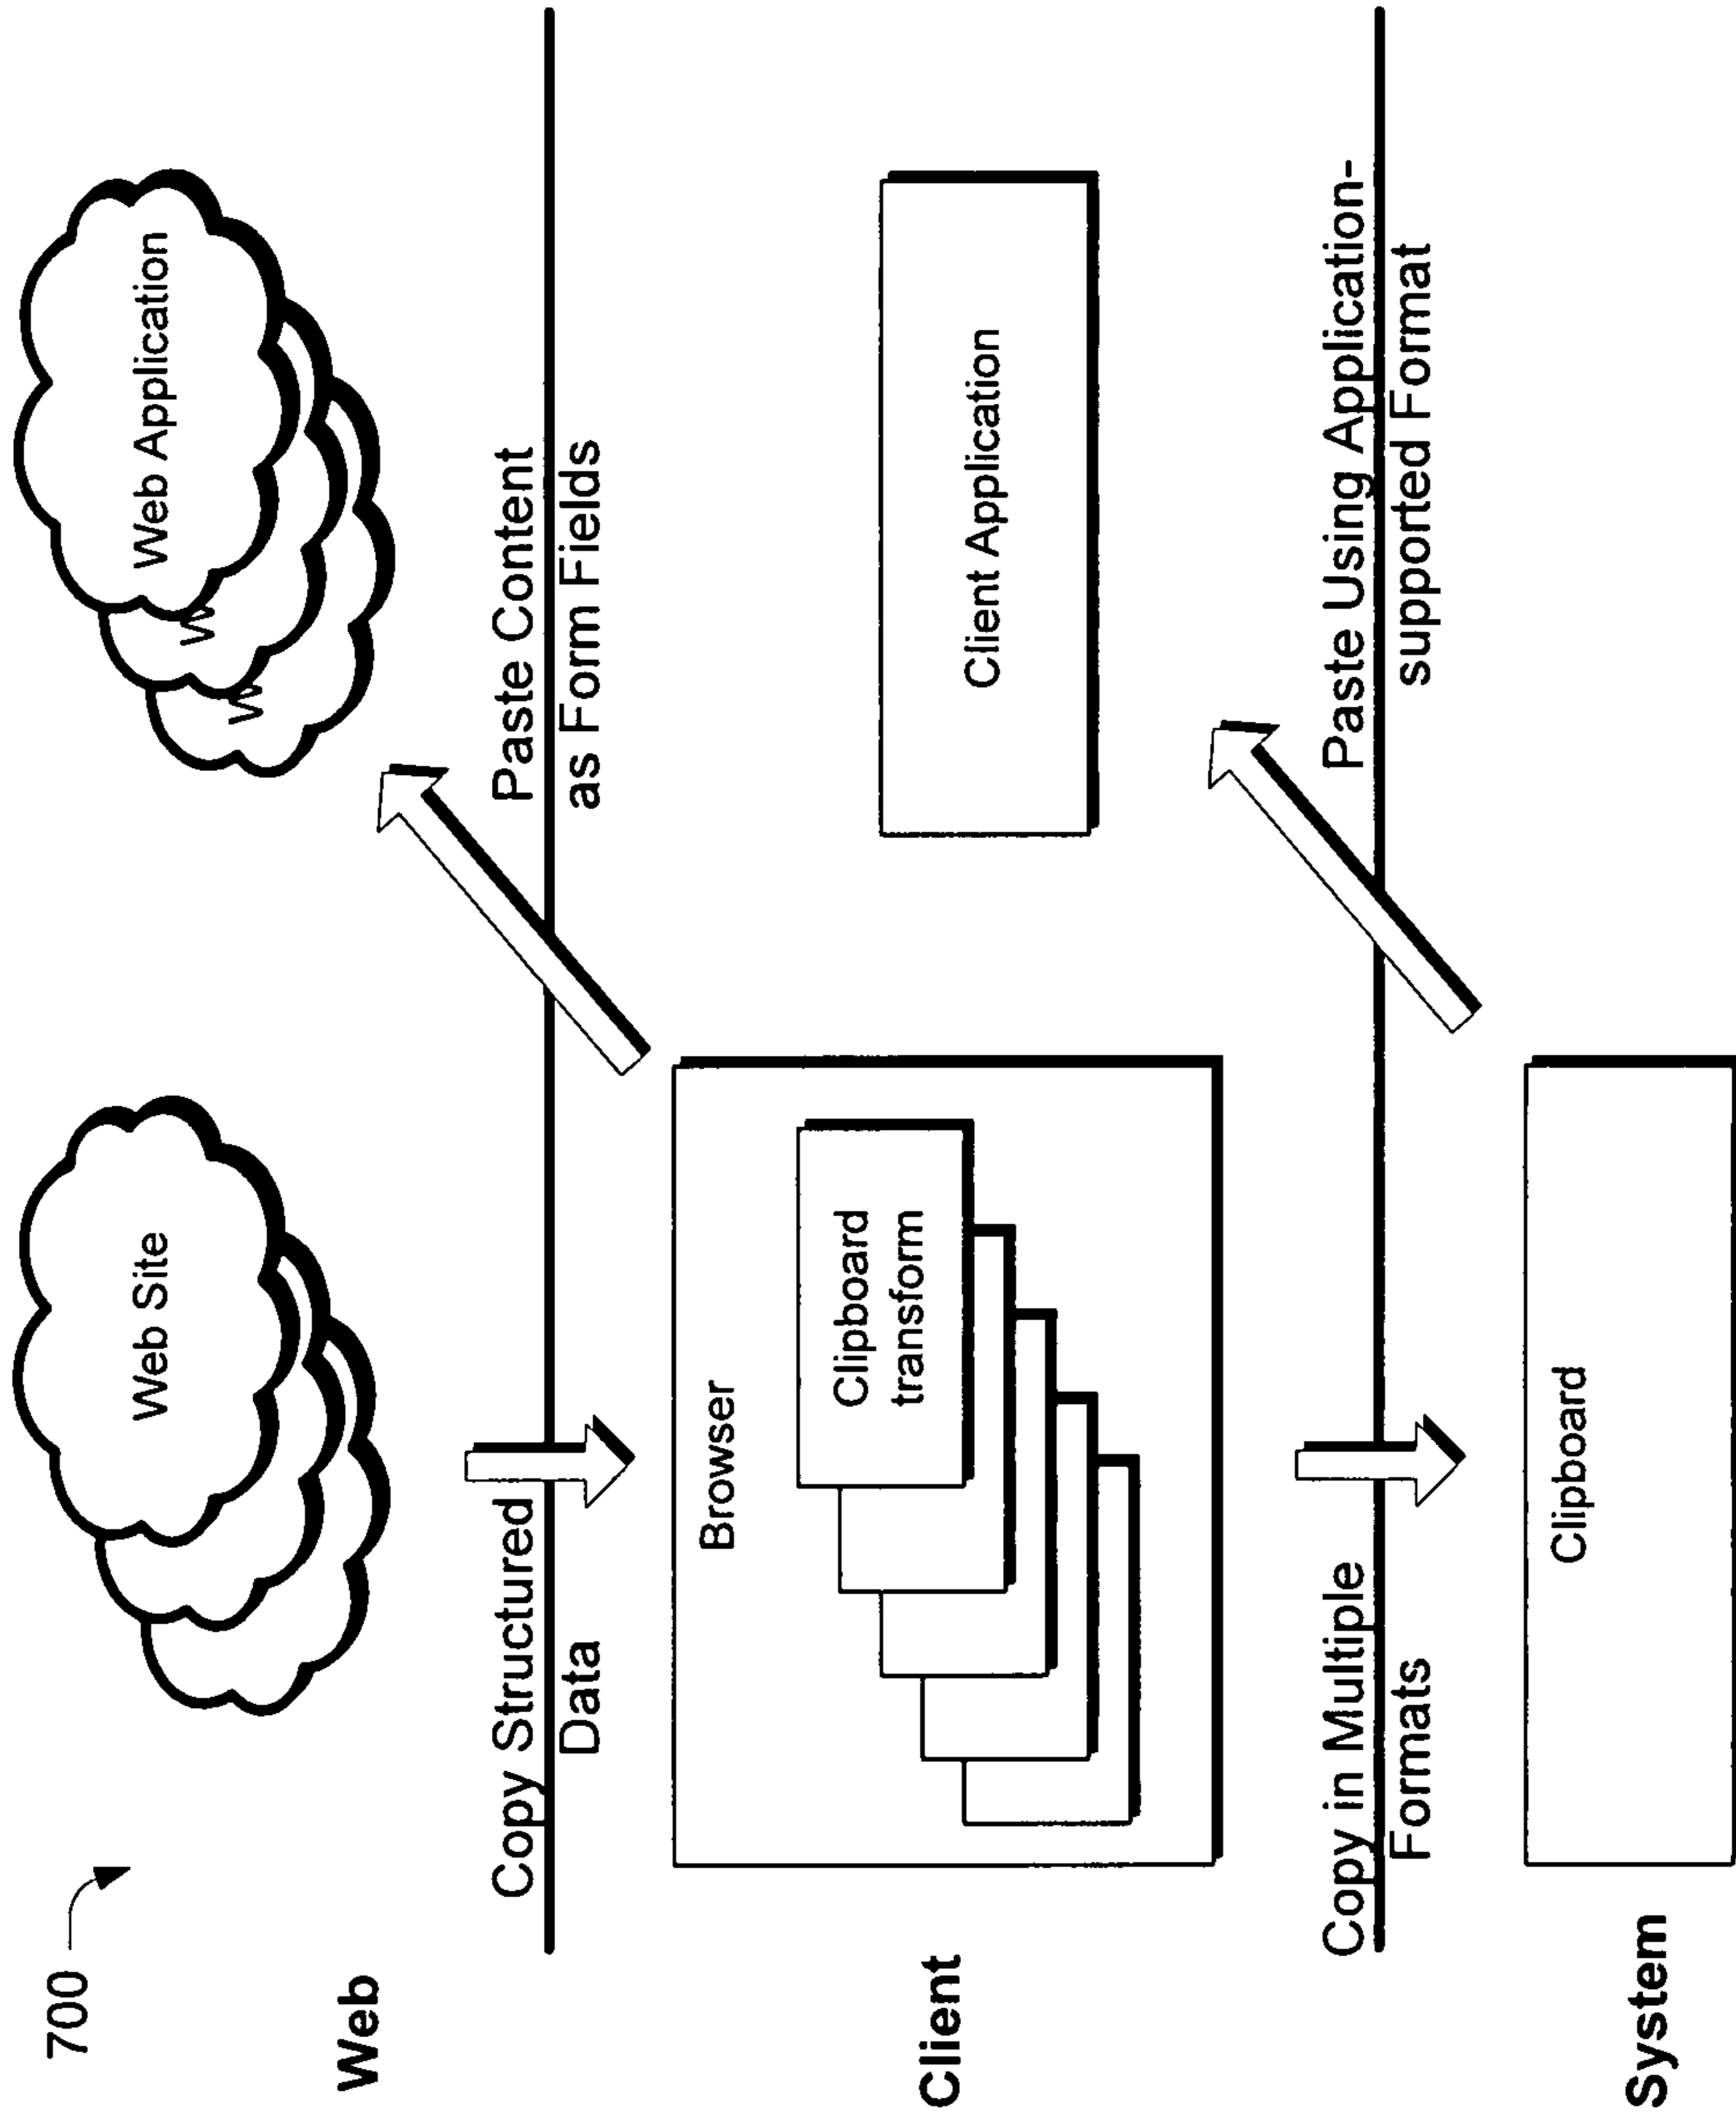 700
Web
Web Site
Web Application
W
W
Copy Structured
Data
Paste Content
as Form Fields
Client
Browser
Clipboard
transform
Client Application
Copy in Multiple
Formats
Paste Using Application-
supported Format
System
Clipboard